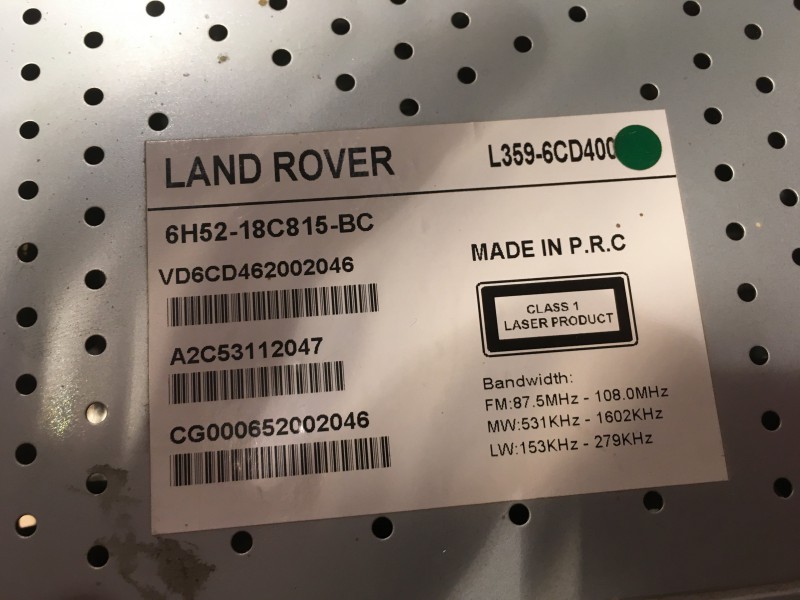 LAND ROVER
L359-6CD400
6H52-18C815-BC
VD6CD462002046
A2C53112047
CG000652002046
MADE IN P.R.C
CLASS 1
LASER PRODUCT
Bandwidth:
FM:87.5MHz - 108.0MHz
MW:531KHz - 1602KHz
LW:153KHz - 279KHz